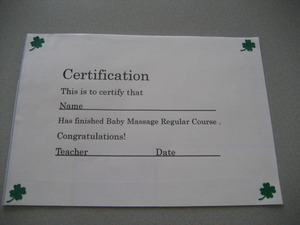 Certification
This is to certify that
Name
Has finished Baby Massage Regular Course .
Congratulations!
Teacher Date